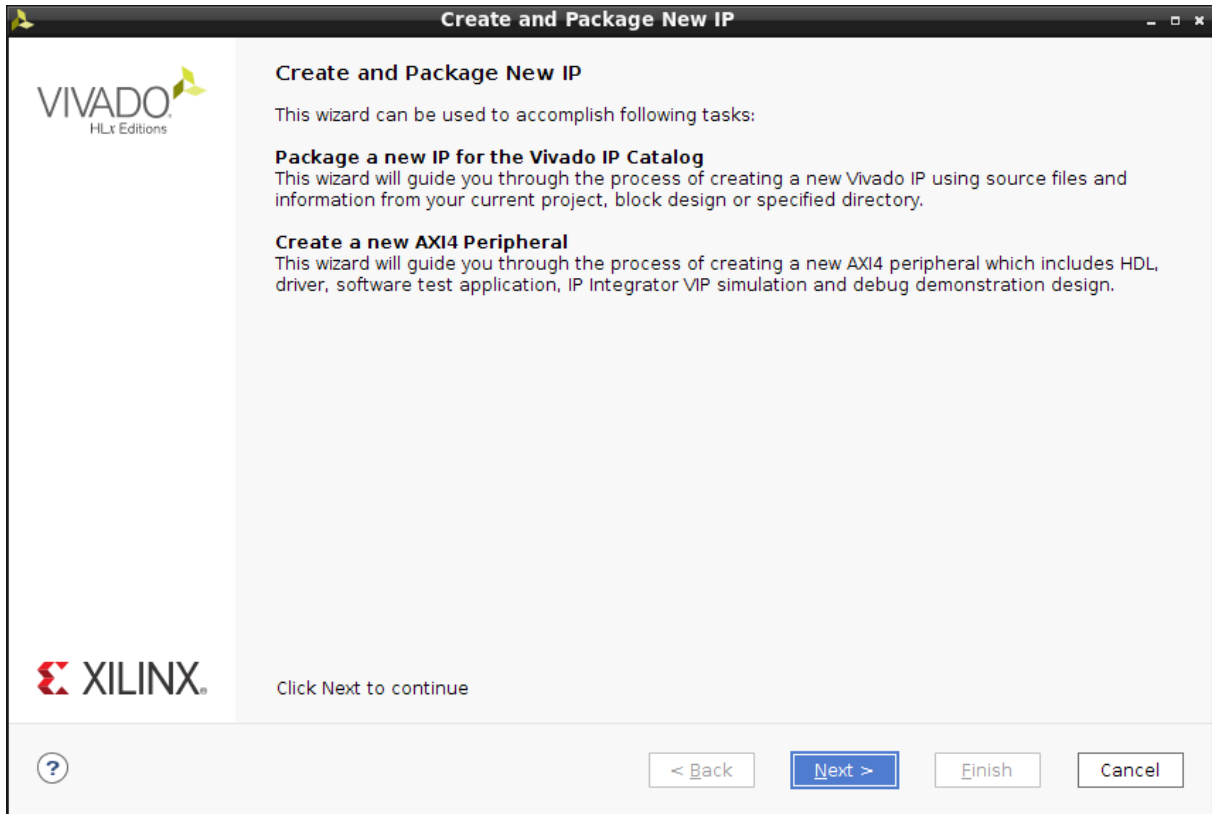 Create and Package New IP
VIVADO.
HLx Editions
Create and Package New IP
This wizard can be used to accomplish following tasks:
Package a new IP for the Vivado IP Catalog
This wizard will guide you through the process of creating a new Vivado IP using source files and
information from your current project, block design or specified directory.
Create a new AXI4 Peripheral
This wizard will guide you through the process of creating a new AXI4 peripheral which includes HDL,
driver, software test application, IP Integrator VIP simulation and debug demonstration design.
XILINX®
Click Next to continue
?
< Back
Next >
Finish
Cancel